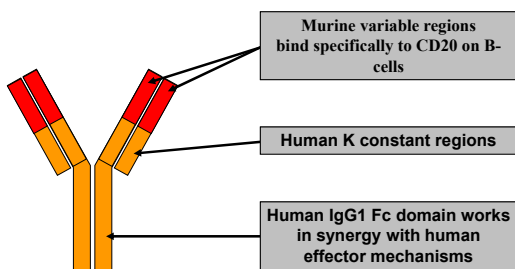 Murine variable regions
bind specifically to CD20 on B-
cells
Human K constant regions
Human IgG1 Fc domain works
in synergy with human
effector mechanisms